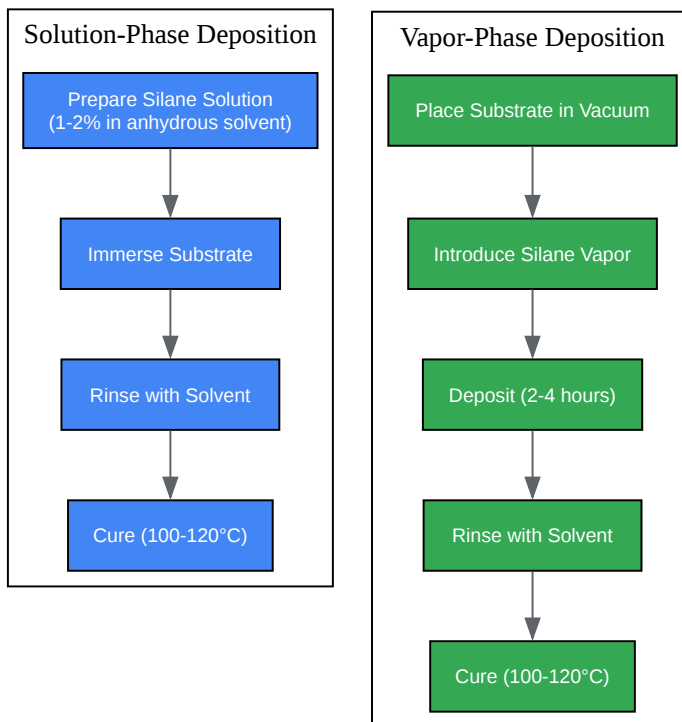 Solution-Phase Deposition
Prepare Silane Solution
(1-2% in anhydrous solvent)
Immerse Substrate
Rinse with Solvent
Cure (100-120°C)
Vapor-Phase Deposition
Place Substrate in Vacuum
Introduce Silane Vapor
Deposit (2-4 hours)
Rinse with Solvent
Cure (100-120°C)